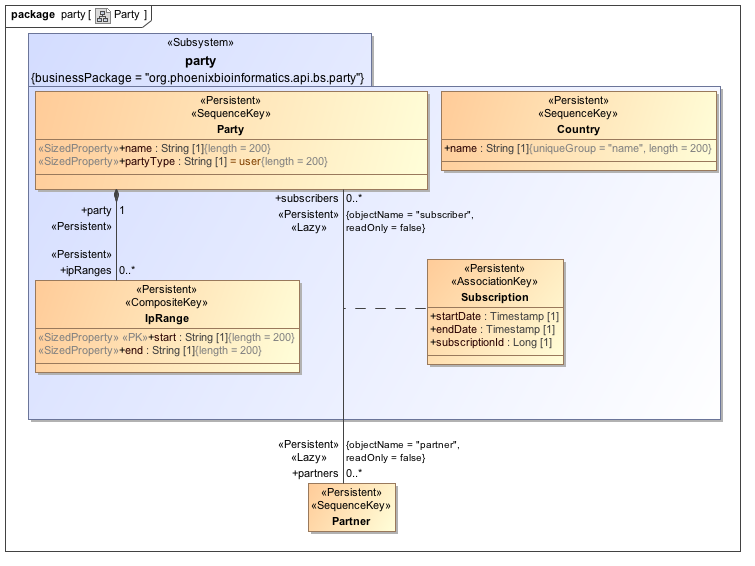 package party [ Party ]
«Subsystem»
party
{businessPackage = "org.phoenixbioinformatics.api.bs.party"}
«Persistent»
«SequenceKey»
Party
«SizedProperty»+name : String [1]{length = 200}
«SizedProperty»+partyType : String [1] = user{length = 200}
«Persistent»
«SequenceKey»
Country
+name : String [1]{uniqueGroup = "name", length = 200}
+party 1
«Persistent»
«Persistent»
+ipRanges 0..*
+subscribers 0..*
«Persistent» {objectName = "subscriber",
«Lazy» readOnly = false}
«Persistent»
«CompositeKey»
IpRange
«SizedProperty» «PK»+start : String [1]{length = 200}
«SizedProperty»+end : String [1]{length = 200}
«Persistent»
«AssociationKey»
Subscription
+startDate : Timestamp [1]
+endDate : Timestamp [1]
+subscriptionId : Long [1]
«Persistent» {objectName = "partner",
«Lazy» readOnly = false}
+partners 0..*
«Persistent»
«SequenceKey»
Partner